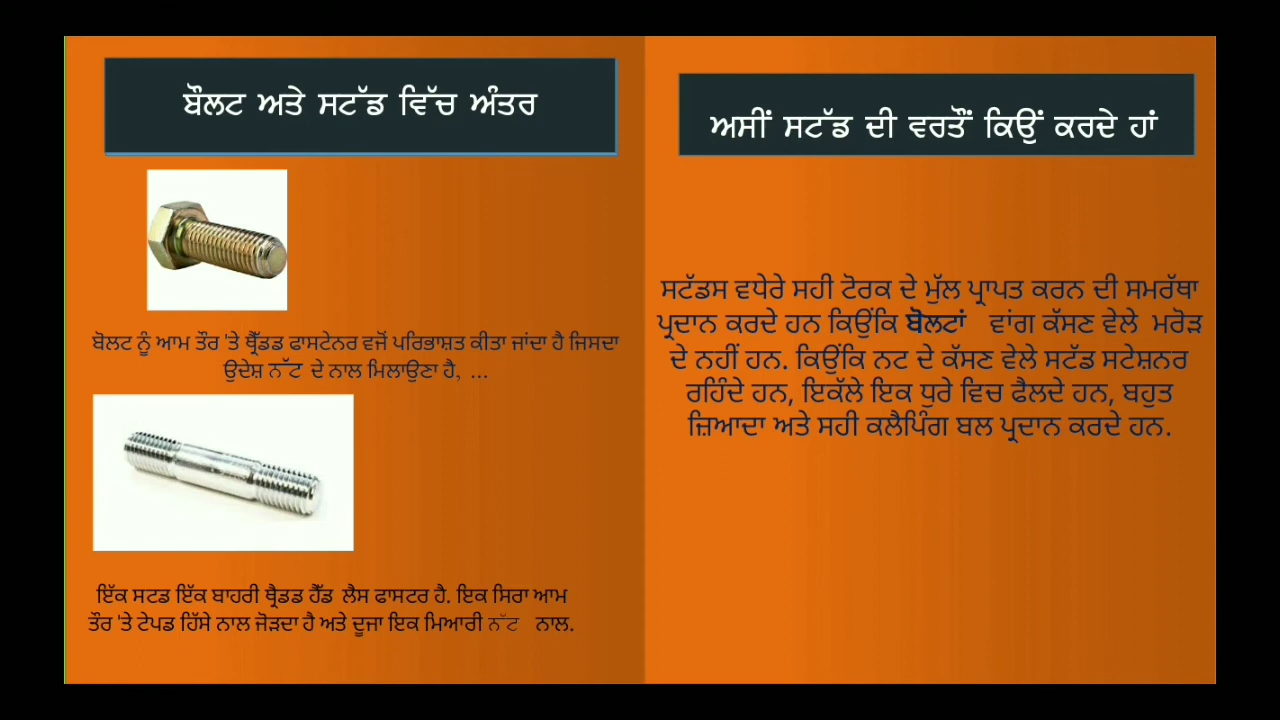 ਬੌਲਟ ਅਤੇ ਸਟੱਡ ਵਿੱਚ ਅੰਤਰ
ਬੋਲਟ ਨੂੰ ਆਮ ਤੌਰ 'ਤੇ ਥ੍ਰੈੱਡਡ ਫਾਸਟੇਨਰ ਵਜੋਂ ਪਰਿਭਾਸ਼ਤ ਕੀਤਾ ਜਾਂਦਾ ਹੈ ਜਿਸਦਾ
ਉਦੇਸ਼ ਨੱਟ ਦੇ ਨਾਲ ਮਿਲਾਉਣਾ ਹੈ, ...
ਇੱਕ ਸਟਡ ਇੱਕ ਬਾਹਰੀ ਥ੍ਰੈਡਡ ਹੈੱਡ ਲੈਸ ਫਾਸਟਰ ਹੈ. ਇਕ ਸਿਰਾ ਆਮ
ਤੌਰ 'ਤੇ ਟੇਪਡ ਹਿੱਸੇ ਨਾਲ ਜੋੜਦਾ ਹੈ ਅਤੇ ਦੂਜਾ ਇਕ ਮਿਆਰੀ ਨੱਟ ਨਾਲ.
ਅਸੀਂ ਸਟੱਡ ਦੀ ਵਰਤੌਂ ਕਿਉਂ ਕਰਦੇ ਹਾਂ
ਸਟੱਡਸ ਵਧੇਰੇ ਸਹੀ ਟੋਰਕ ਦੇ ਮੁੱਲ ਪ੍ਰਾਪਤ ਕਰਨ ਦੀ ਸਮਰੱਥਾ
ਪ੍ਰਦਾਨ ਕਰਦੇ ਹਨ ਕਿਉਂਕਿ ਬੋਲਟਾਂ ਵਾਂਗ ਕੱਸਣ ਵੇਲੇ ਮਰੋੜ
ਦੇ ਨਹੀਂ ਹਨ. ਕਿਉਂਕਿ ਨਟ ਦੇ ਕੱਸਣ ਵੇਲੇ ਸਟੱਡ ਸਟੇਸ਼ਨਰ
ਰਹਿੰਦੇ ਹਨ, ਇਕੱਲੇ ਇਕ ਧੁਰੇ ਵਿਚ ਫੈਲਦੇ ਹਨ, ਬਹੁਤ
ਜ਼ਿਆਦਾ ਅਤੇ ਸਹੀ ਕਲੈਪਿੰਗ ਬਲ ਪ੍ਰਦਾਨ ਕਰਦੇ ਹਨ.